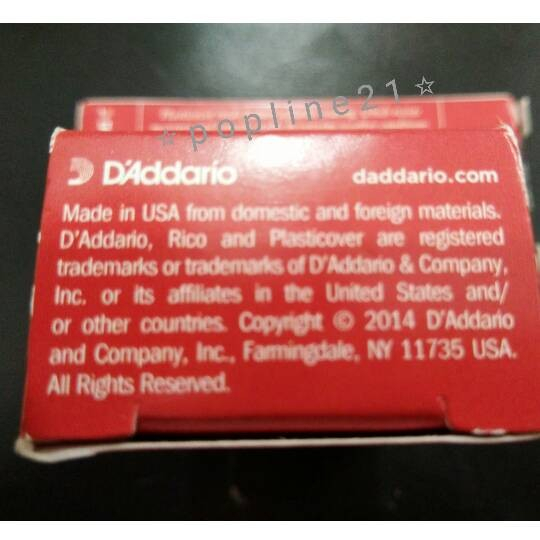 ☆popline21☆
D'Addario
daddario.com
Made in USA from domestic and foreign materials.
D'Addario, Rico and Plasticover are registered
trademarks or trademarks of D'Addario & Company,
Inc. or its affiliates in the United States and/
or other countries. Copyright © 2014 D'Addario
and Company, Inc., Farmingdale, NY 11735 USA.
All Rights Reserved.